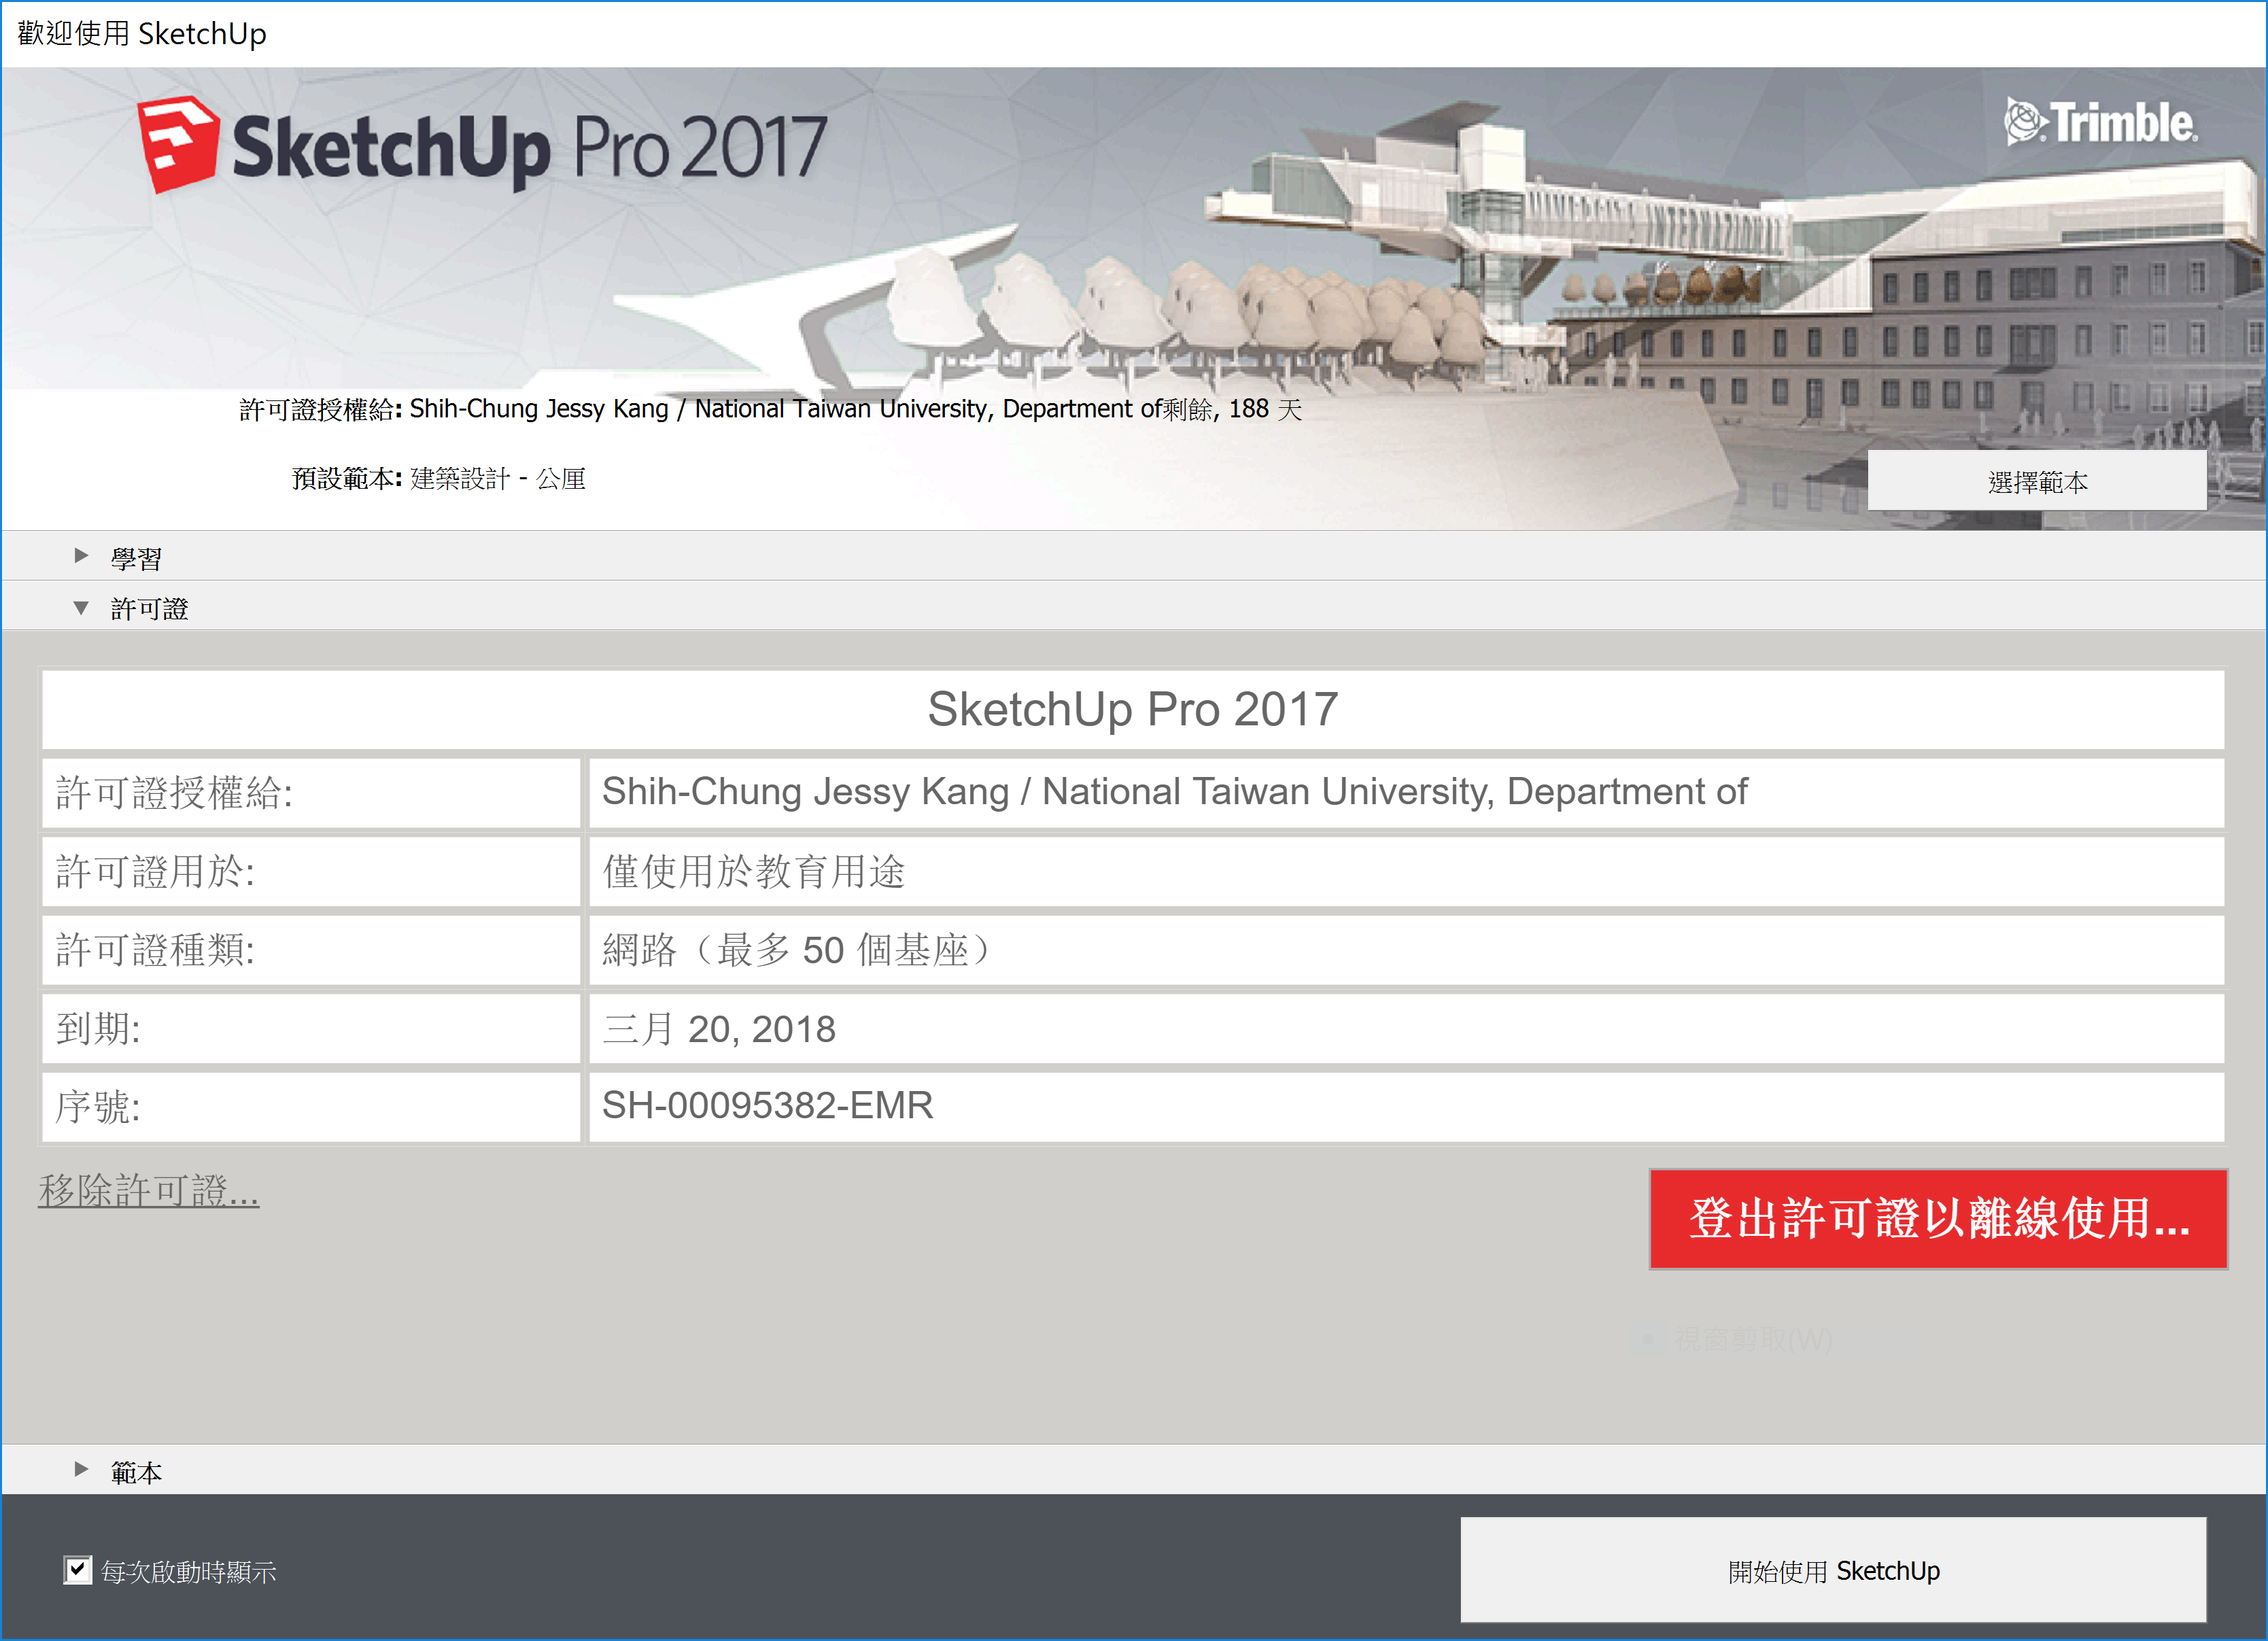 歡迎使用 SketchUp
SketchUp Pro 2017
Trimble
UNIVERSITA INTERNAZIONAL
許可證授權給: Shih-Chung Jessy Kang / National Taiwan University, Department of剩餘, 188 天
預設範本: 建築設計 - 公厘
選擇範本
學習
許可證
SketchUp Pro 2017
許可證授權給: Shih-Chung Jessy Kang / National Taiwan University, Department of
許可證用於: 僅使用於教育用途
許可證種類: 網路（最多 50 個基座）
到期: 三月 20, 2018
序號: SH-00095382-EMR
移除許可證...
登出許可證以離線使用...
視窗剪取(W)
範本
每次啟動時顯示
開始使用 SketchUp